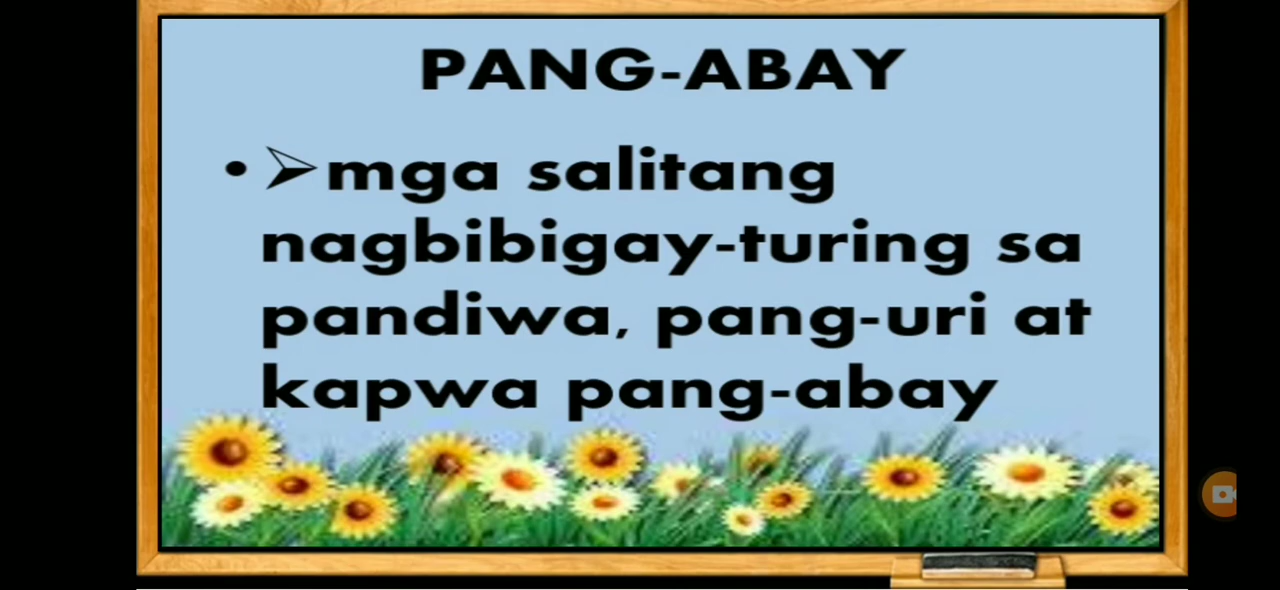 PANG-ABAY
• ➢mga salitang
nagbibigay-turing sa
pandiwa, pang-uri at
kapwa pang-abay